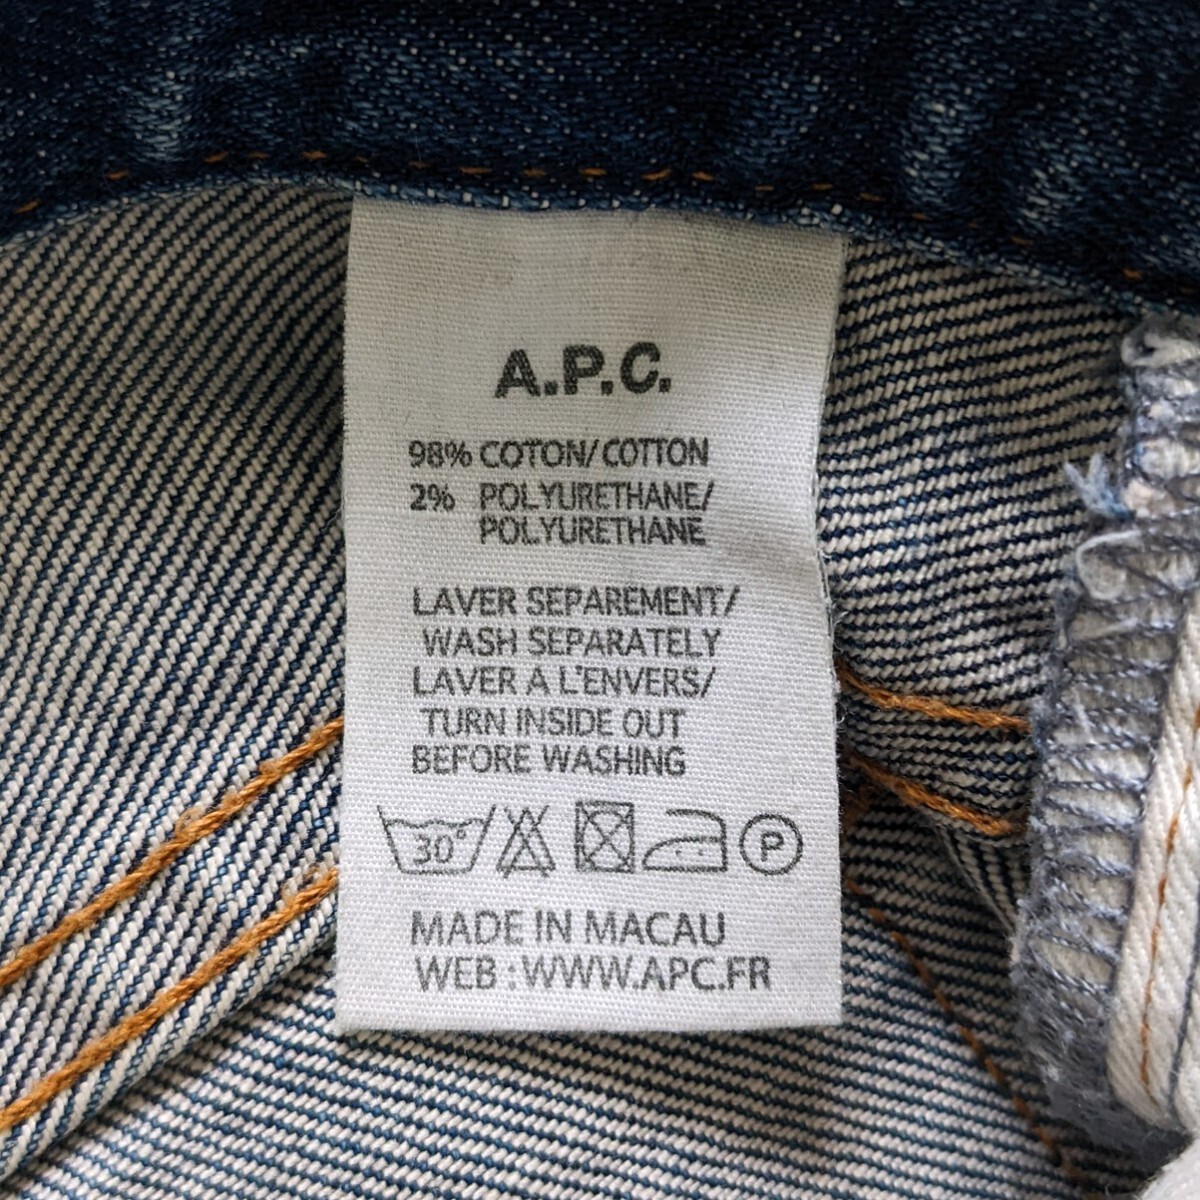 A.P.C.
98% COTON/COTTON
2% POLYURETHANE/
POLYURETHANE
LAVER SEPAREMENT/
WASH SEPARATELY
LAVER A L'ENVERS/
TURN INSIDE OUT
BEFORE WASHING
30° P
MADE IN MACAU
WEB : WWW.APC.FR